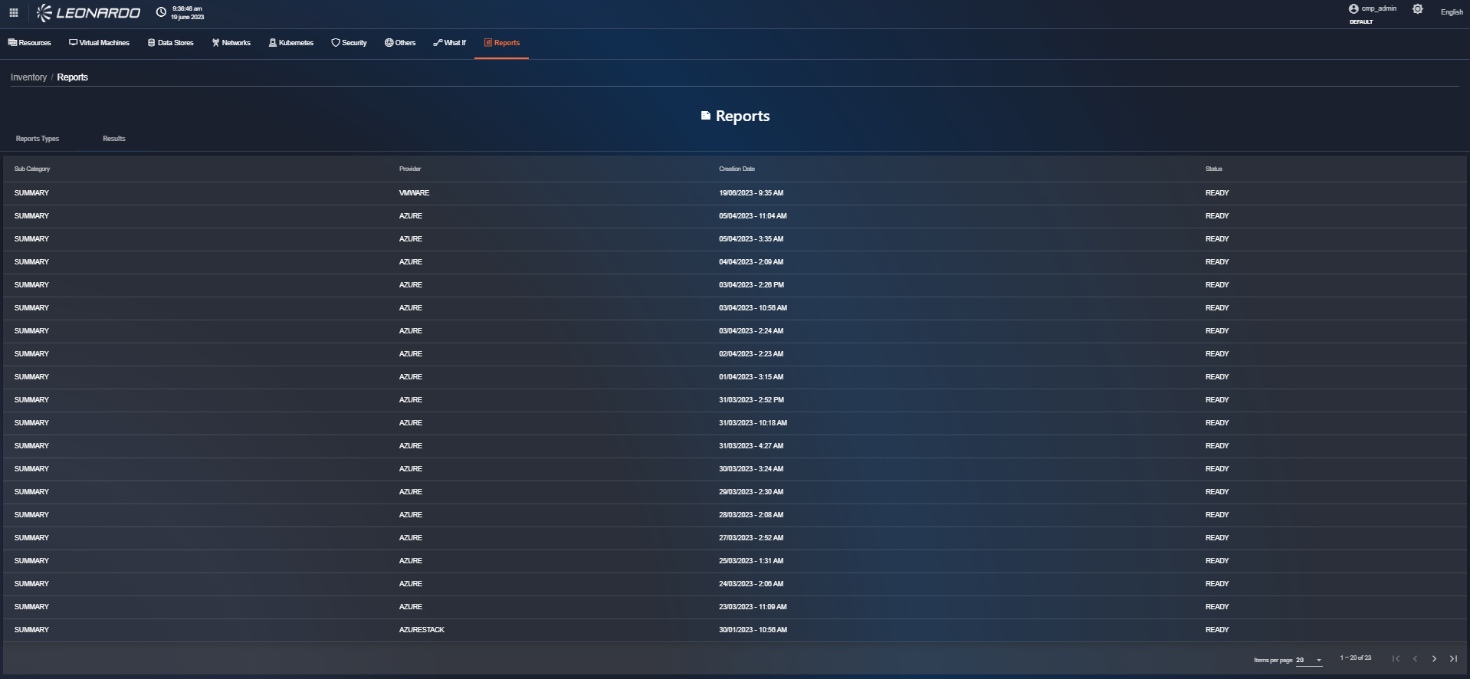 LEONARDO
9:36:46 am
19 june 2023
cmp_admin
DEFAULT
English
Resources Virtual Machines Data Stores Networks Kubernetes Security Others What If Reports
Inventory / Reports
Reports
Reports Types Results
Sub Category Provider Creation Date Status
SUMMARY VMWARE 19/06/2023 - 9:35 AM READY
SUMMARY AZURE 05/04/2023 - 11:04 AM READY
SUMMARY AZURE 05/04/2023 - 3:35 AM READY
SUMMARY AZURE 04/04/2023 - 2:09 AM READY
SUMMARY AZURE 03/04/2023 - 2:26 PM READY
SUMMARY AZURE 03/04/2023 - 10:56 AM READY
SUMMARY AZURE 03/04/2023 - 2:24 AM READY
SUMMARY AZURE 02/04/2023 - 2:23 AM READY
SUMMARY AZURE 01/04/2023 - 3:15 AM READY
SUMMARY AZURE 31/03/2023 - 2:52 PM READY
SUMMARY AZURE 31/03/2023 - 10:18 AM READY
SUMMARY AZURE 31/03/2023 - 4:27 AM READY
SUMMARY AZURE 30/03/2023 - 3:24 AM READY
SUMMARY AZURE 29/03/2023 - 2:30 AM READY
SUMMARY AZURE 28/03/2023 - 2:08 AM READY
SUMMARY AZURE 27/03/2023 - 2:52 AM READY
SUMMARY AZURE 25/03/2023 - 1:31 AM READY
SUMMARY AZURE 24/03/2023 - 2:06 AM READY
SUMMARY AZURE 23/03/2023 - 11:09 AM READY
SUMMARY AZURESTACK 30/01/2023 - 10:56 AM READY
Items per page 20 1 – 20 of 23